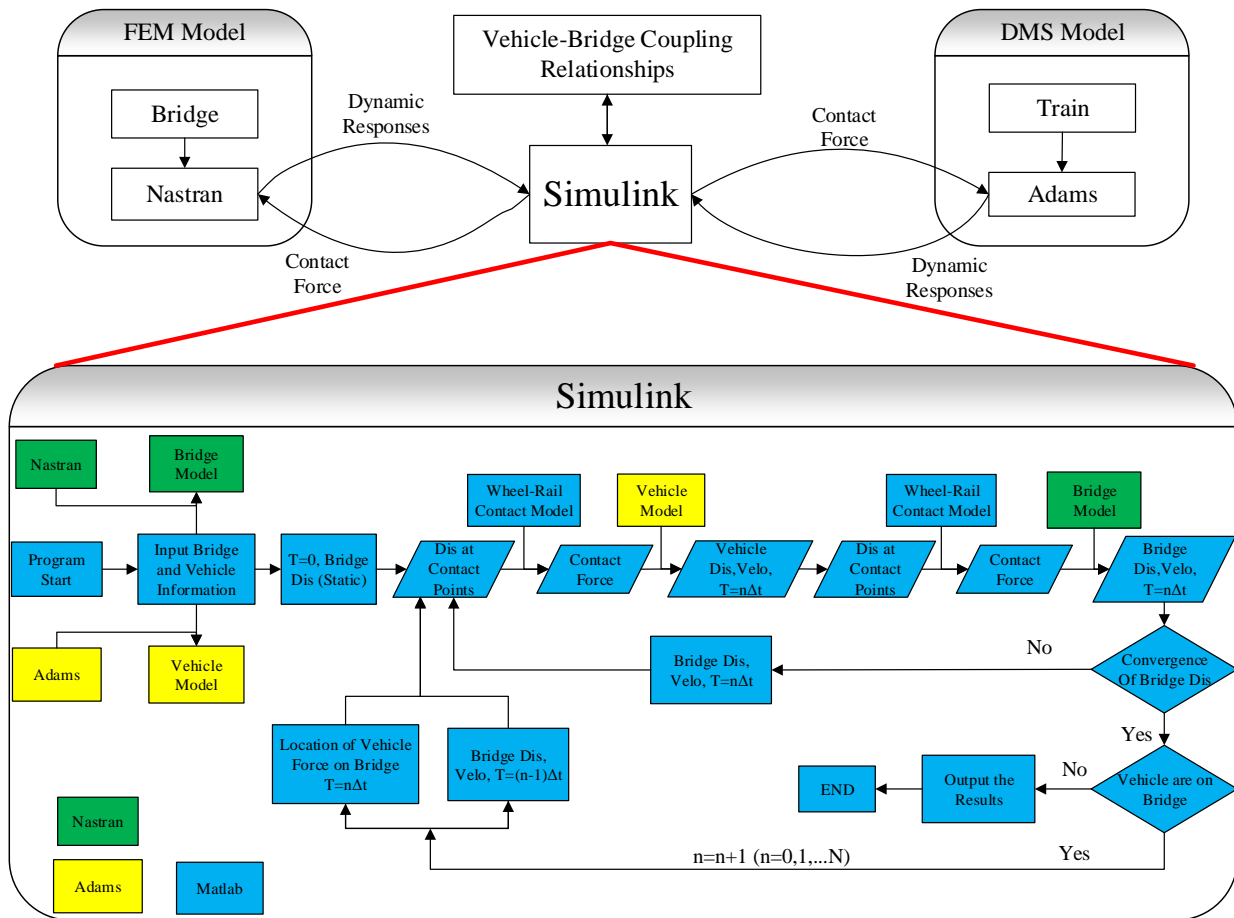 FEM Model
Vehicle-Bridge Coupling
Relationships
DMS Model
Bridge
Nastran
Dynamic
Responses
Contact
Force
Simulink
Contact
Force
Dynamic
Responses
Train
Adams
Simulink
Nastran
Bridge
Model
Program
Start
Input Bridge
and Vehicle
Information
T=0, Bridge
Dis (Static)
Adams
Vehicle
Model
Dis at
Contact
Points
Wheel-Rail
Contact Model
Contact
Force
Vehicle
Model
Vehicle
Dis,Velo,
T=nΔt
Dis at
Contact
Points
Wheel-Rail
Contact Model
Contact
Force
Bridge
Model
Bridge
Dis,Velo,
T=nΔt
Convergence
Of Bridge Dis
No
Bridge Dis,
Velo, T=nΔt
Yes
Vehicle are on
Bridge
No
Output the
Results
END
Yes
n=n+1 (n=0,1,...N)
Location of Vehicle
Force on Bridge
T=nΔt
Bridge Dis,
Velo, T=(n-1)Δt
Nastran
Adams
Matlab